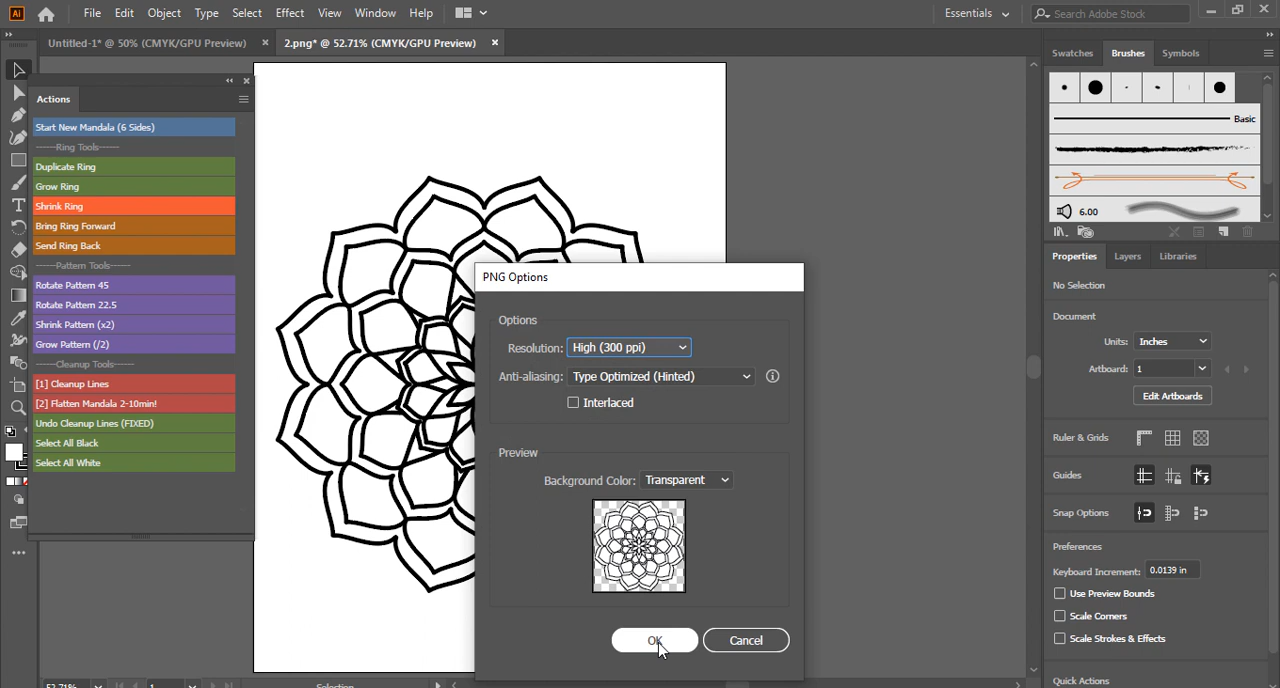 Ai File Edit Object Type Select Effect View Window Help Essentials Search Adobe Stock
Untitled-1* @ 50% (CMYK/GPU Preview) × 2.png* @ 52.71% (CMYK/GPU Preview) ×
Actions
Start New Mandala (6 Sides)
------Ring Tools------
Duplicate Ring
Grow Ring
Shrink Ring
Bring Ring Forward
Send Ring Back
------Pattern Tools------
Rotate Pattern 45
Rotate Pattern 22.5
Shrink Pattern (x2)
Grow Pattern (/2)
------Cleanup Tools------
[1] Cleanup Lines
[2] Flatten Mandala 2-10min!
Undo Cleanup Lines (FIXED)
Select All Black
Select All White
PNG Options
Options
Resolution: High (300 ppi)
Anti-aliasing: Type Optimized (Hinted)
Interlaced
Preview
Background Color: Transparent
OK Cancel
Swatches Brushes Symbols
Basic
6.00
Properties Layers Libraries
No Selection
Document
Units: Inches
Artboard: 1
Edit Artboards
Ruler & Grids
Guides
Snap Options
Preferences
Keyboard Increment: 0.0139 in
Use Preview Bounds
Scale Corners
Scale Strokes & Effects
Quick Actions
52.71% 1 Selection